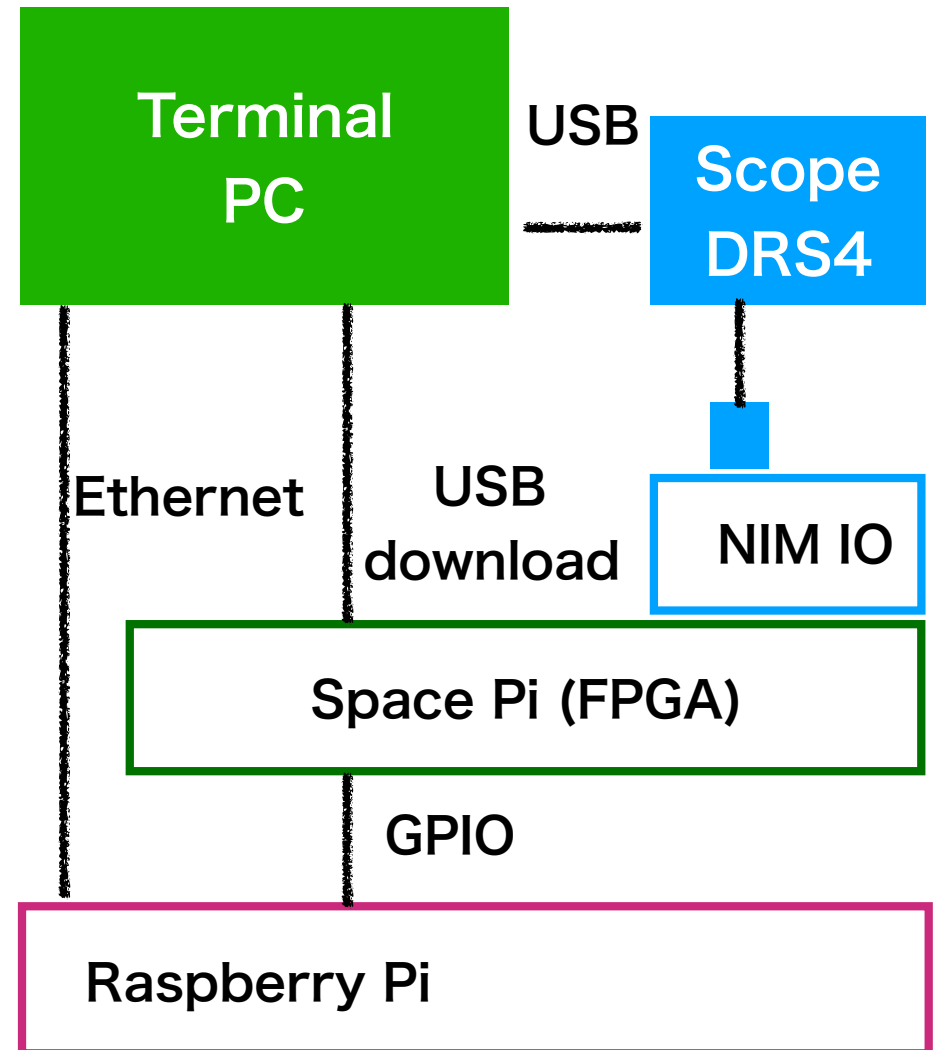 Terminal
PC
USB
Scope
DRS4
Ethernet
USB
download
NIM IO
Space Pi (FPGA)
GPIO
Raspberry Pi